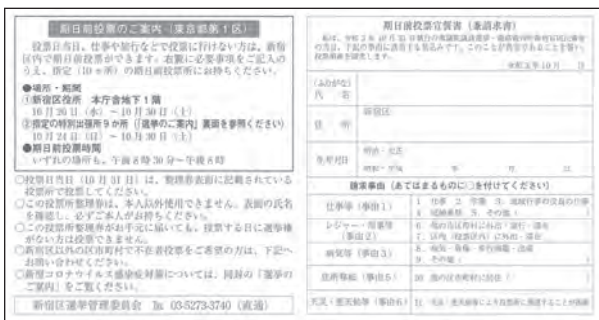 期日前投票のご案内（東京都第１区）
投票日当日、仕事や旅行などで投票に行けない方は、新宿
区内で期日前投票ができます。右欄に必要事項をご記入の
うえ、指定（10ヵ所）の期日前投票所にお持ちください。
●場所・期間
①新宿区役所 本庁舎地下１階
10月20日（水）～10月30日（土）
②指定の特別出張所９か所（「選挙のご案内」裏面を参照ください）
10月24日（日）～10月30日（土）
●期日前投票時間
いずれの場所も、午前８時30分～午後８時
○投票日当日（10月31日）は、整理券表面に記載されている
投票所で投票してください。
○この投票所整理券は、本人以外使用できません。表面の氏名
を確認し、必ずご本人がお持ちください。
○この投票所整理券がお手元に届いても、投票する日に選挙権
がない方は投票できません。
○新宿区以外の区市町村で不在者投票をご希望の方は、下記へ
お問い合わせください。
○新型コロナウイルス感染症対策については、同封の「選挙の
ご案内」をご覧ください。
新宿区選挙管理委員会 ℡ 03-5273-3740（直通）
期日前投票宣誓書（兼請求書）
令和３年10月 日
（ふりがな）
氏 名
住 所
新宿区
生年月日
明治・大正
昭和・平成 年 月 日
請求事由（あてはまるものに○を付けてください）
仕事等（事由１）
レジャー・用事等
（事由２）
病気等（事由３）
住所移転（事由５）
天災・悪天候等（事由６）